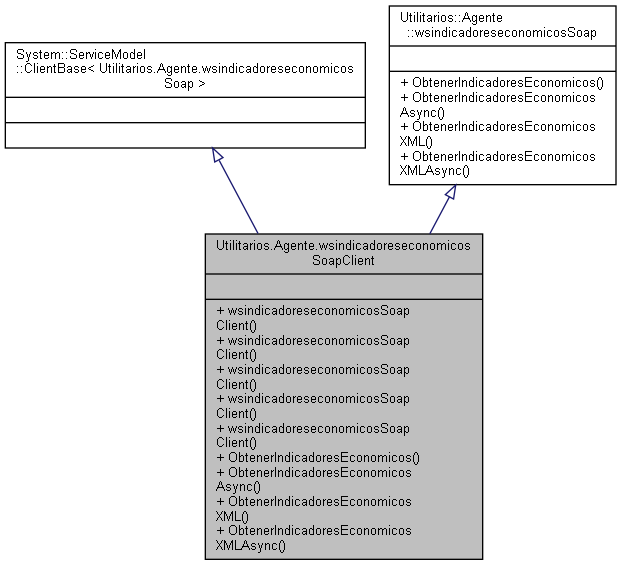 System::ServiceModel
::ClientBase< Utilitarios.Agente.wsindicadoreseconomicos
Soap >
Utilitarios::Agente
::wsindicadoreseconomicosSoap
+ ObtenerIndicadoresEconomicos()
+ ObtenerIndicadoresEconomicos
Async()
+ ObtenerIndicadoresEconomicos
XML()
+ ObtenerIndicadoresEconomicos
XMLAsync()
Utilitarios.Agente.wsindicadoreseconomicos
SoapClient
+ wsindicadoreseconomicosSoap
Client()
+ wsindicadoreseconomicosSoap
Client()
+ wsindicadoreseconomicosSoap
Client()
+ wsindicadoreseconomicosSoap
Client()
+ wsindicadoreseconomicosSoap
Client()
+ ObtenerIndicadoresEconomicos()
+ ObtenerIndicadoresEconomicos
Async()
+ ObtenerIndicadoresEconomicos
XML()
+ ObtenerIndicadoresEconomicos
XMLAsync()